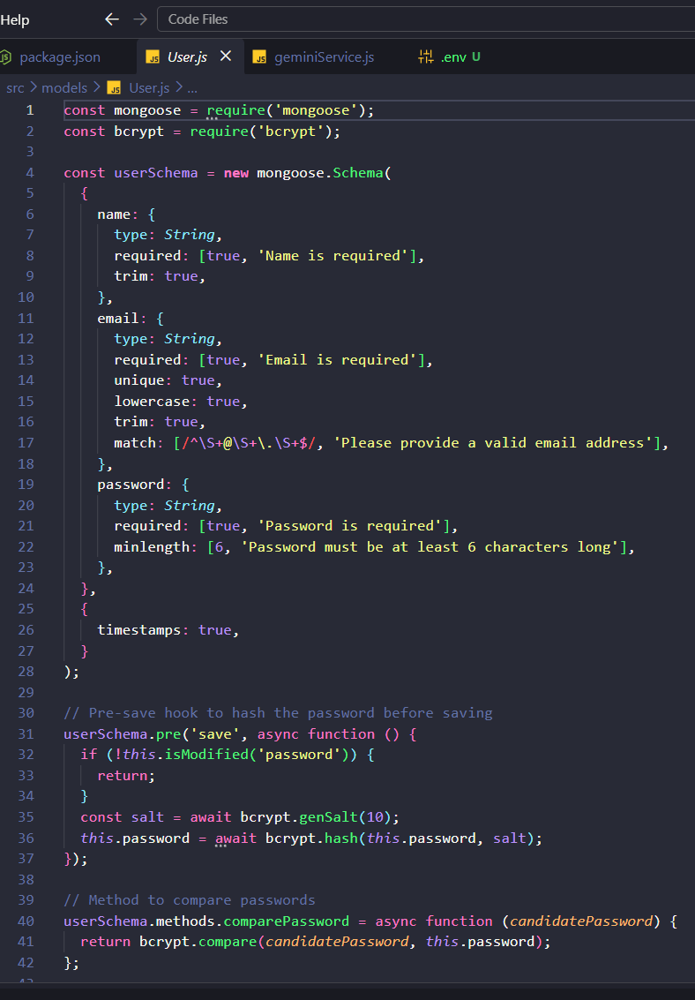 Help
Code Files
package.json
User.js
geminiService.js
.env U
src > models > JS User.js > ...
1 const mongoose = require('mongoose');
2 const bcrypt = require('bcrypt');
3
4 const userSchema = new mongoose.Schema(
5   {
6     name: {
7       type: String,
8       required: [true, 'Name is required'],
9       trim: true,
10     },
11     email: {
12       type: String,
13       required: [true, 'Email is required'],
14       unique: true,
15       lowercase: true,
16       trim: true,
17       match: [/^\S+@\S+\.\S+$/, 'Please provide a valid email address'],
18     },
19     password: {
20       type: String,
21       required: [true, 'Password is required'],
22       minlength: [6, 'Password must be at least 6 characters long'],
23     },
24   },
25   {
26     timestamps: true,
27   }
28 );
29
30 // Pre-save hook to hash the password before saving
31 userSchema.pre('save', async function () {
32   if (!this.isModified('password')) {
33     return;
34   }
35   const salt = await bcrypt.genSalt(10);
36   this.password = await bcrypt.hash(this.password, salt);
37 });
38
39 // Method to compare passwords
40 userSchema.methods.comparePassword = async function (candidatePassword) {
41   return bcrypt.compare(candidatePassword, this.password);
42 };